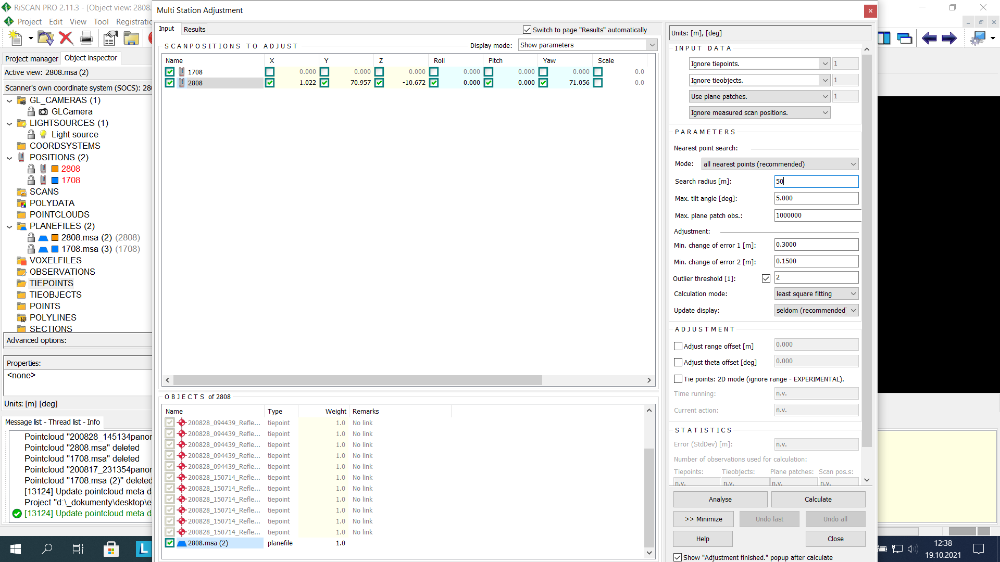 RiSCAN PRO 2.11.3 - [Object view: 2808.
Project Edit View Tool Registratio
Project manager Object inspector
Active view: 2808.msa (2)
Scanner's own coordinate system (SOCS): 28
GL_CAMERAS (1)
GLCamera
LIGHTSOURCES (1)
Light source
COORDSYSTEMS
POSITIONS (2)
2808
1708
SCANS
POLYDATA
POINTCLOUDS
PLANEFILES (2)
2808.msa (2) (2808)
1708.msa (3) (1708)
VOXELFILES
OBSERVATIONS
TIEPOINTS
TIEOBJECTS
POINTS
POLYLINES
SECTIONS
Advanced options:
Properties:
<none>
Units: [m] [deg]
Message list - Thread list - Info
Pointcloud "200828_145134panor
Pointcloud "2808.msa" deleted
Pointcloud "1708.msa" deleted
Pointcloud "200817_231354panor
Pointcloud "1708.msa (2)" deleted
[13124] Update pointcloud meta d
Project "d:\_dokumenty\desktop\e
[13124] Update pointcloud meta d
Multi Station Adjustment
Input Results
Switch to page "Results" automatically
SCANPOSITIONS TO ADJUST
Display mode: Show parameters
Name X Y Z Roll Pitch Yaw Scale
1708 0.000 0.000 0.000 0.000 0.000 0.000 0.0
2808 1.022 70.957 -10.672 0.000 0.000 71.056 0.0
OBJECTS of 2808
Name Type Weight Remarks
200828_094439_Refle... tiepoint 1.0 No link
200828_094439_Refle... tiepoint 1.0 No link
200828_094439_Refle... tiepoint 1.0 No link
200828_094439_Refle... tiepoint 1.0 No link
200828_094439_Refle... tiepoint 1.0 No link
200828_150714_Refle... tiepoint 1.0 No link
200828_150714_Refle... tiepoint 1.0 No link
200828_150714_Refle... tiepoint 1.0 No link
200828_150714_Refle... tiepoint 1.0 No link
200828_150714_Refle... tiepoint 1.0 No link
200828_150714_Refle... tiepoint 1.0 No link
2808.msa (2) planefile 1.0
Units: [m], [deg]
INPUT DATA
Ignore tiepoints. 1
Ignore tieobjects. 1
Use plane patches. 1
Ignore measured scan positions.
PARAMETERS
Nearest point search:
Mode: all nearest points (recommended)
Search radius [m]: 50
Max. tilt angle [deg]: 5.000
Max. plane patch obs.: 1000000
Adjustment:
Min. change of error 1 [m]: 0.3000
Min. change of error 2 [m]: 0.1500
Outlier threshold [1]: 2
Calculation mode: least square fitting
Update display: seldom (recommended)
ADJUSTMENT
Adjust range offset [m] 0.000
Adjust theta offset [deg] 0.000
Tie points: 2D mode (ignore range - EXPERIMENTAL).
Time running: n.v.
Current action: n.v.
STATISTICS
Error (StdDev) [m]: n.v.
Number of observations used for calculation:
Tiepoints: Tieobjects: Plane patches: Scan pos.s:
n.v. n.v. n.v. n.v.
Analyse Calculate
>> Minimize Undo last Undo all
Help Close
Show "Adjustment finished." popup after calculate
L
12:38
19.10.2021